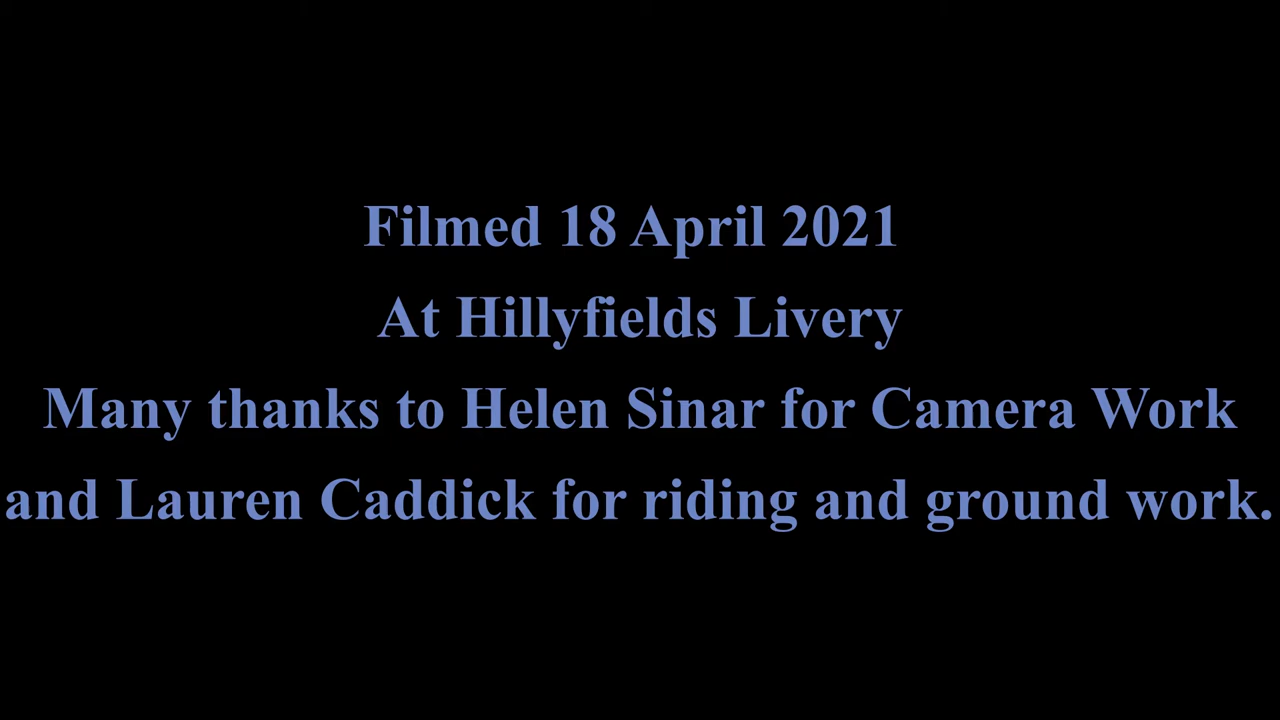 Filmed 18 April 2021
At Hillyfields Livery
Many thanks to Helen Sinar for Camera Work
and Lauren Caddick for riding and ground work.